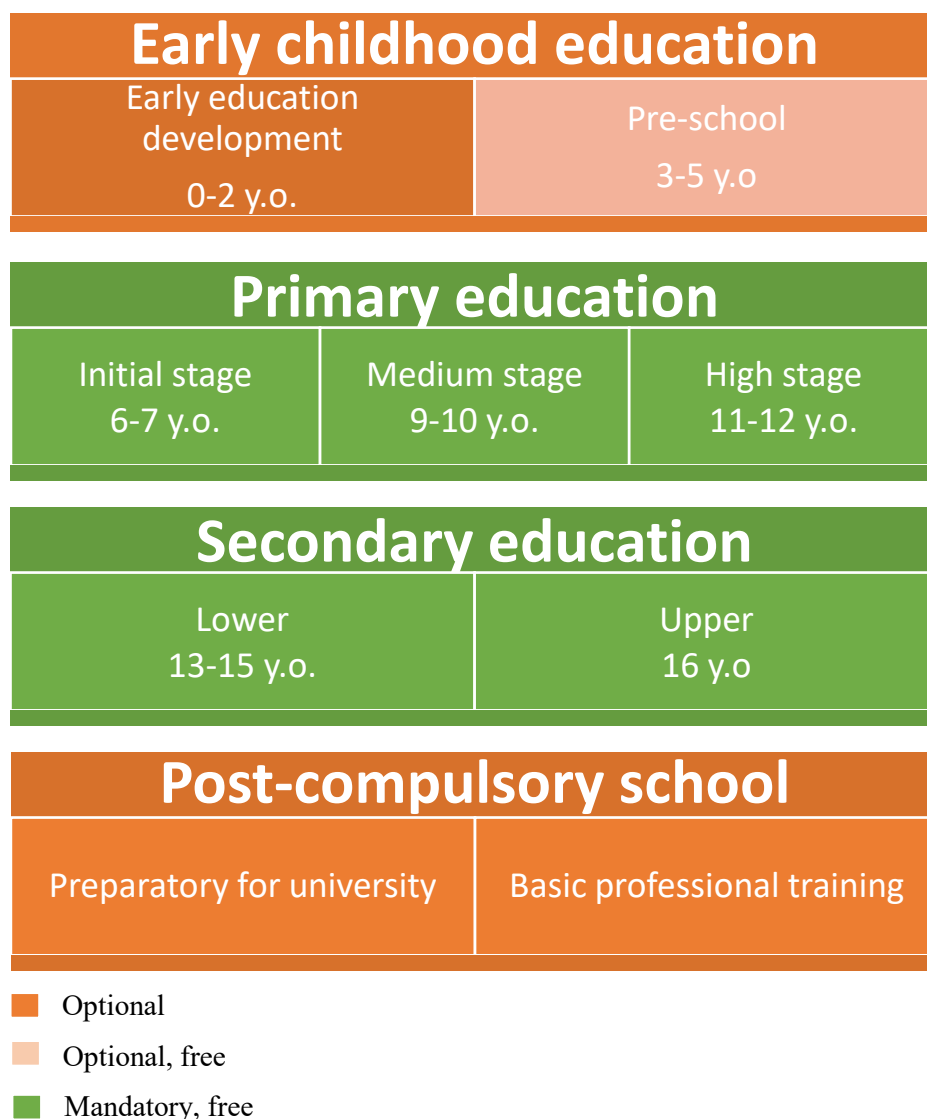 Early childhood education
Early education
development
0-2 y.o.
Pre-school
3-5 y.o
Primary education
Initial stage
6-7 y.o.
Medium stage
9-10 y.o.
High stage
11-12 y.o.
Secondary education
Lower
13-15 y.o.
Upper
16 y.o
Post-compulsory school
Preparatory for university
Basic professional training
Optional
Optional, free
Mandatory, free